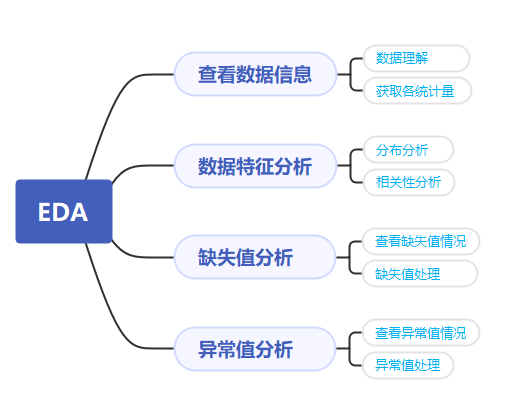 EDA
查看数据信息
数据理解
获取各统计量
数据特征分析
分布分析
相关性分析
缺失值分析
查看缺失值情况
缺失值处理
异常值分析
查看异常值情况
异常值处理